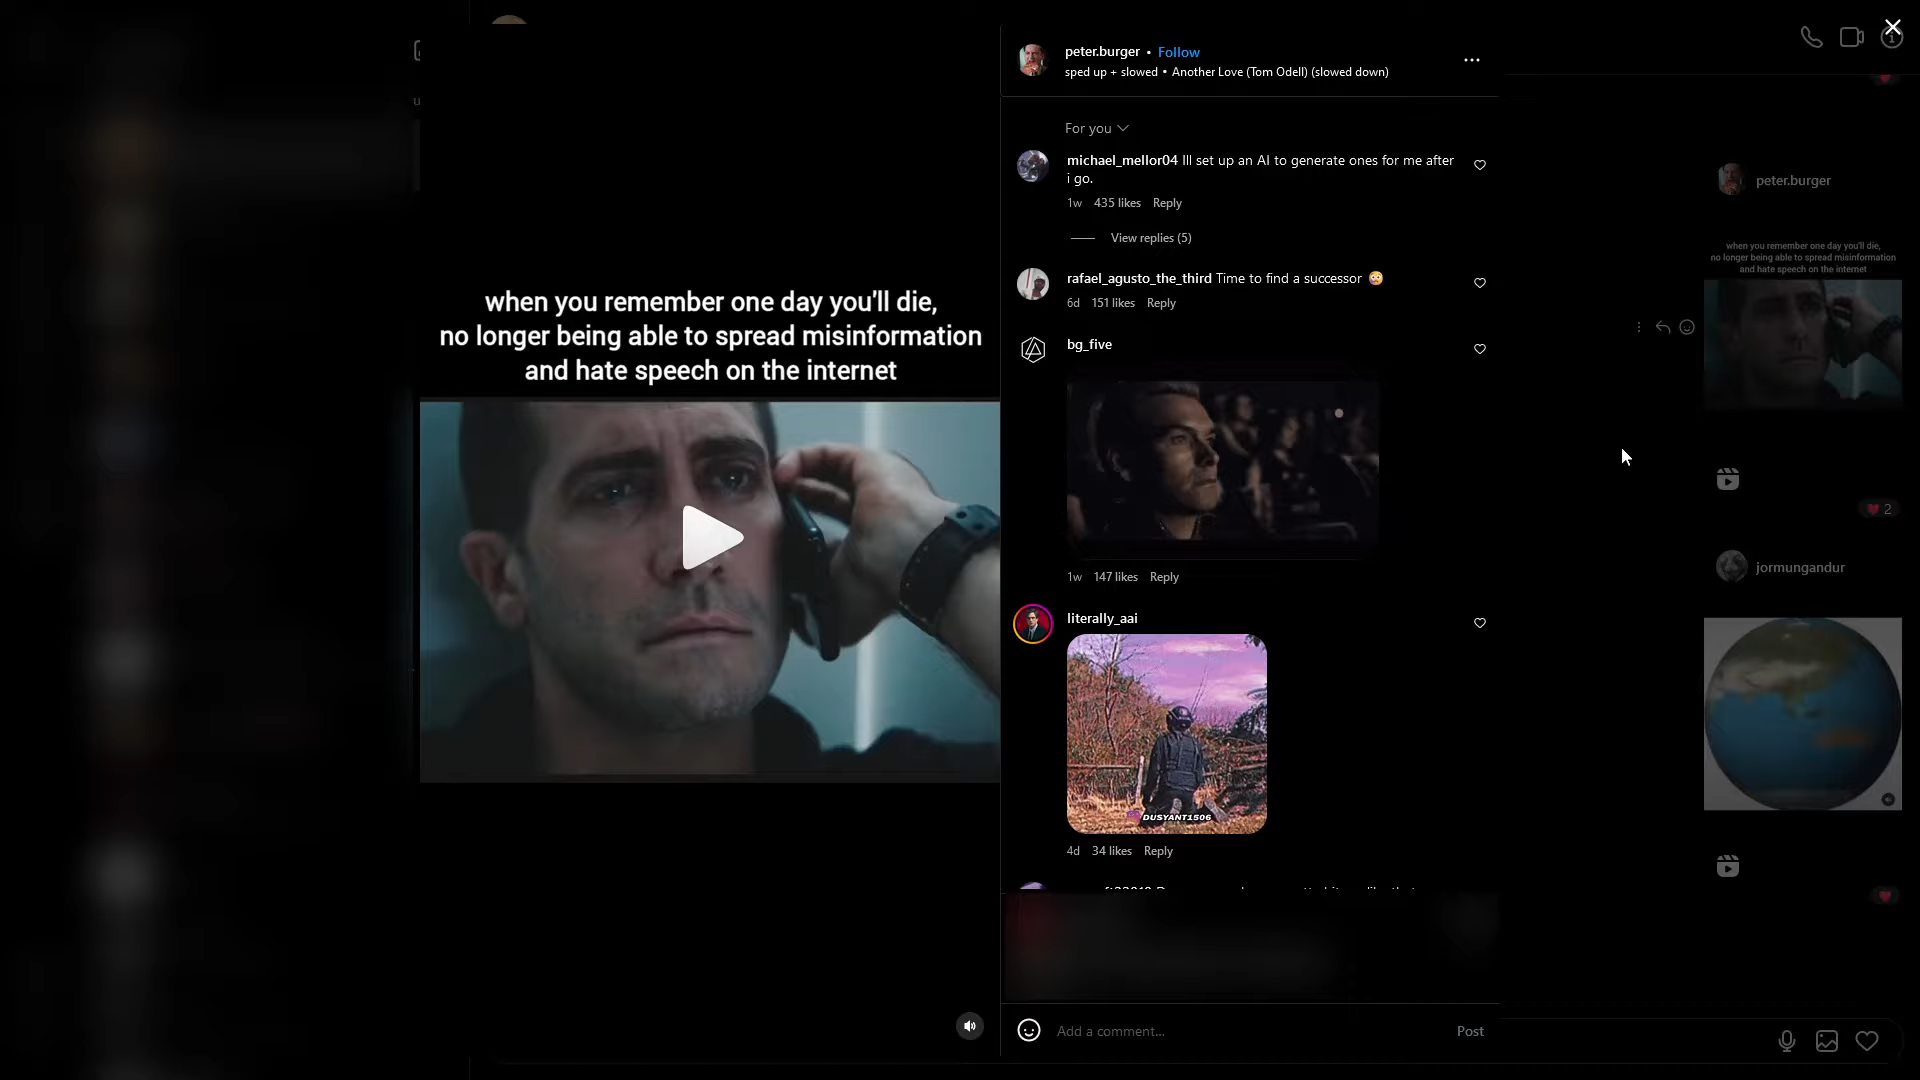 when you remember one day you'll die,
no longer being able to spread misinformation
and hate speech on the internet
peter.burger • Follow
sped up + slowed • Another Love (Tom Odell) (slowed down)
For you
michael_mellor04 Ill set up an AI to generate ones for me after
i go.
1w 435 likes Reply
View replies (5)
rafael_agusto_the_third Time to find a successor
6d 151 likes Reply
bg_five
1w 147 likes Reply
literally_aai
DUSYANT1506
4d 34 likes Reply
Add a comment...
Post
peter.burger
when you remember one day you'll die,
no longer being able to spread misinformation
and hate speech on the internet
2
jormungandur